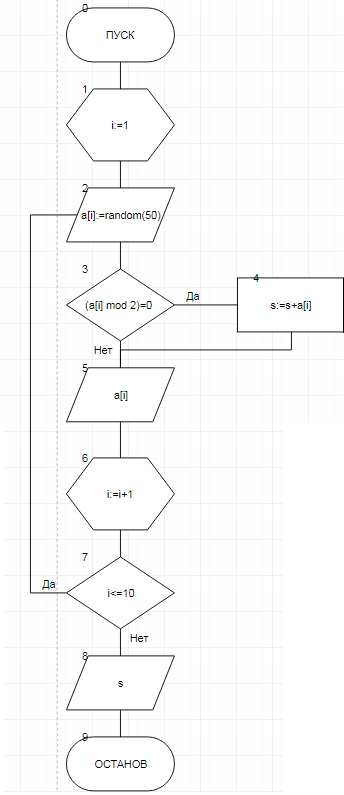 0
ПУСК
1
i:=1
2
a[i]:=random(50)
3
(a[i] mod 2)=0
Да
4
s:=s+a[i]
Нет
5
a[i]
6
i:=i+1
7
Да
i<=10
Нет
8
s
9
ОСТАНОВ